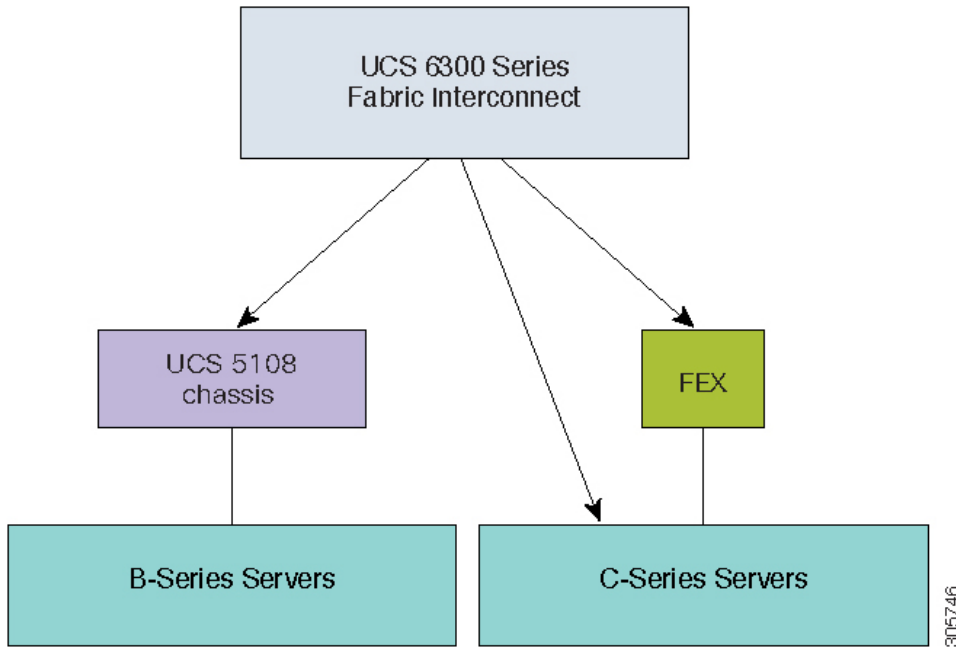 UCS 6300 Series
Fabric Interconnect
UCS 5108
chassis
FEX
B-Series Servers
C-Series Servers
305746